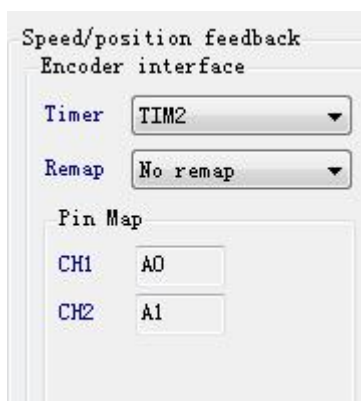 Speed/position feedback
Encoder interface
Timer TIM2
Remap No remap
Pin Map
CH1 A0
CH2 A1